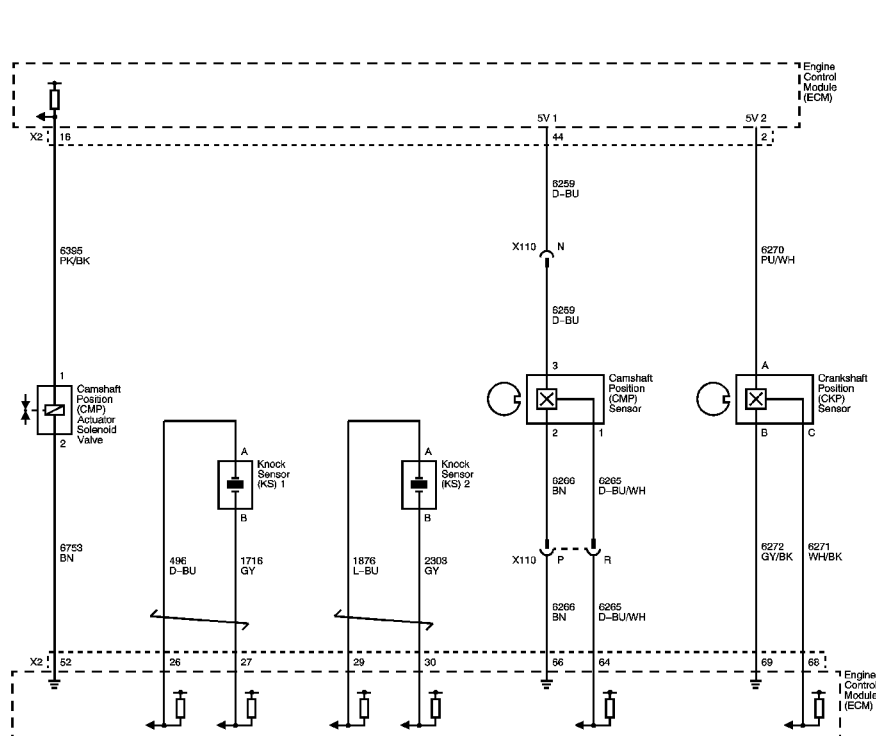 Engine
Control
Module
(ECM)
5V 1
5V 2
X2
16
44
2
6259
D-BU
X110
N
6395
PK/BK
6270
PU/WH
6259
D-BU
1
3
A
Camshaft
Position
(CMP)
Actuator
Solenoid
Valve
Camshaft
Position
(CMP)
Sensor
Crankshaft
Position
(CKP)
Sensor
2
2
1
B
C
A
Knock
Sensor
(KS) 1
A
Knock
Sensor
(KS) 2
B
B
6266
BN
6265
D-BU/WH
6753
BN
496
D-BU
1716
GY
1876
L-BU
2303
GY
X110
P
R
6272
GY/BK
6271
WH/BK
6266
BN
6265
D-BU/WH
X2
52
26
27
29
30
66
64
69
68
Engine
Control
Module
(ECM)